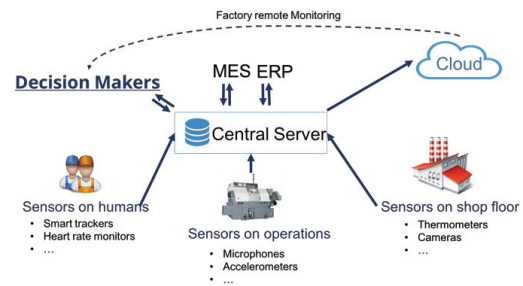 Factory remote Monitoring
Decision Makers
MES ERP
Cloud
Central Server
Sensors on humans
• Smart trackers
• Heart rate monitors
• ...
Sensors on operations
• Microphones
• Accelerometers
• ...
Sensors on shop floor
• Thermometers
• Cameras
• ...